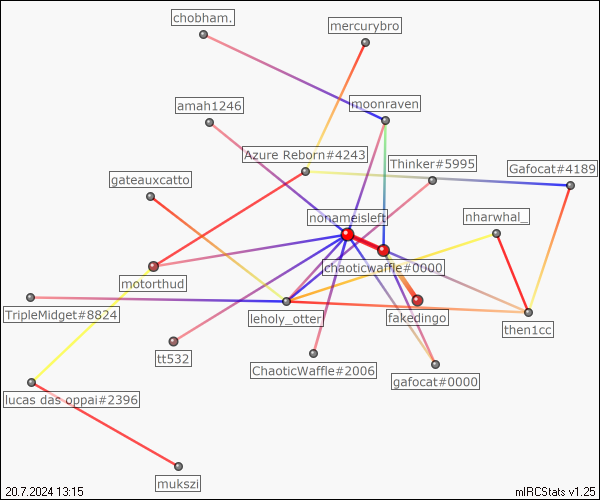 chobham.
mercurybro
amah1246
moonraven
Azure Reborn#4243
Thinker#5995
Gafocat#4189
gateauxcatto
nonameisleft
nharwhal_
chaoticwaffle#0000
motorthud
TripleMidget#8824
leholy_otter
fakedingo
then1cc
tt532
ChaoticWaffle#2006
gafocat#0000
lucas das oppai#2396
mukszi
20.7.2024 13:15
mIRCStats v1.25